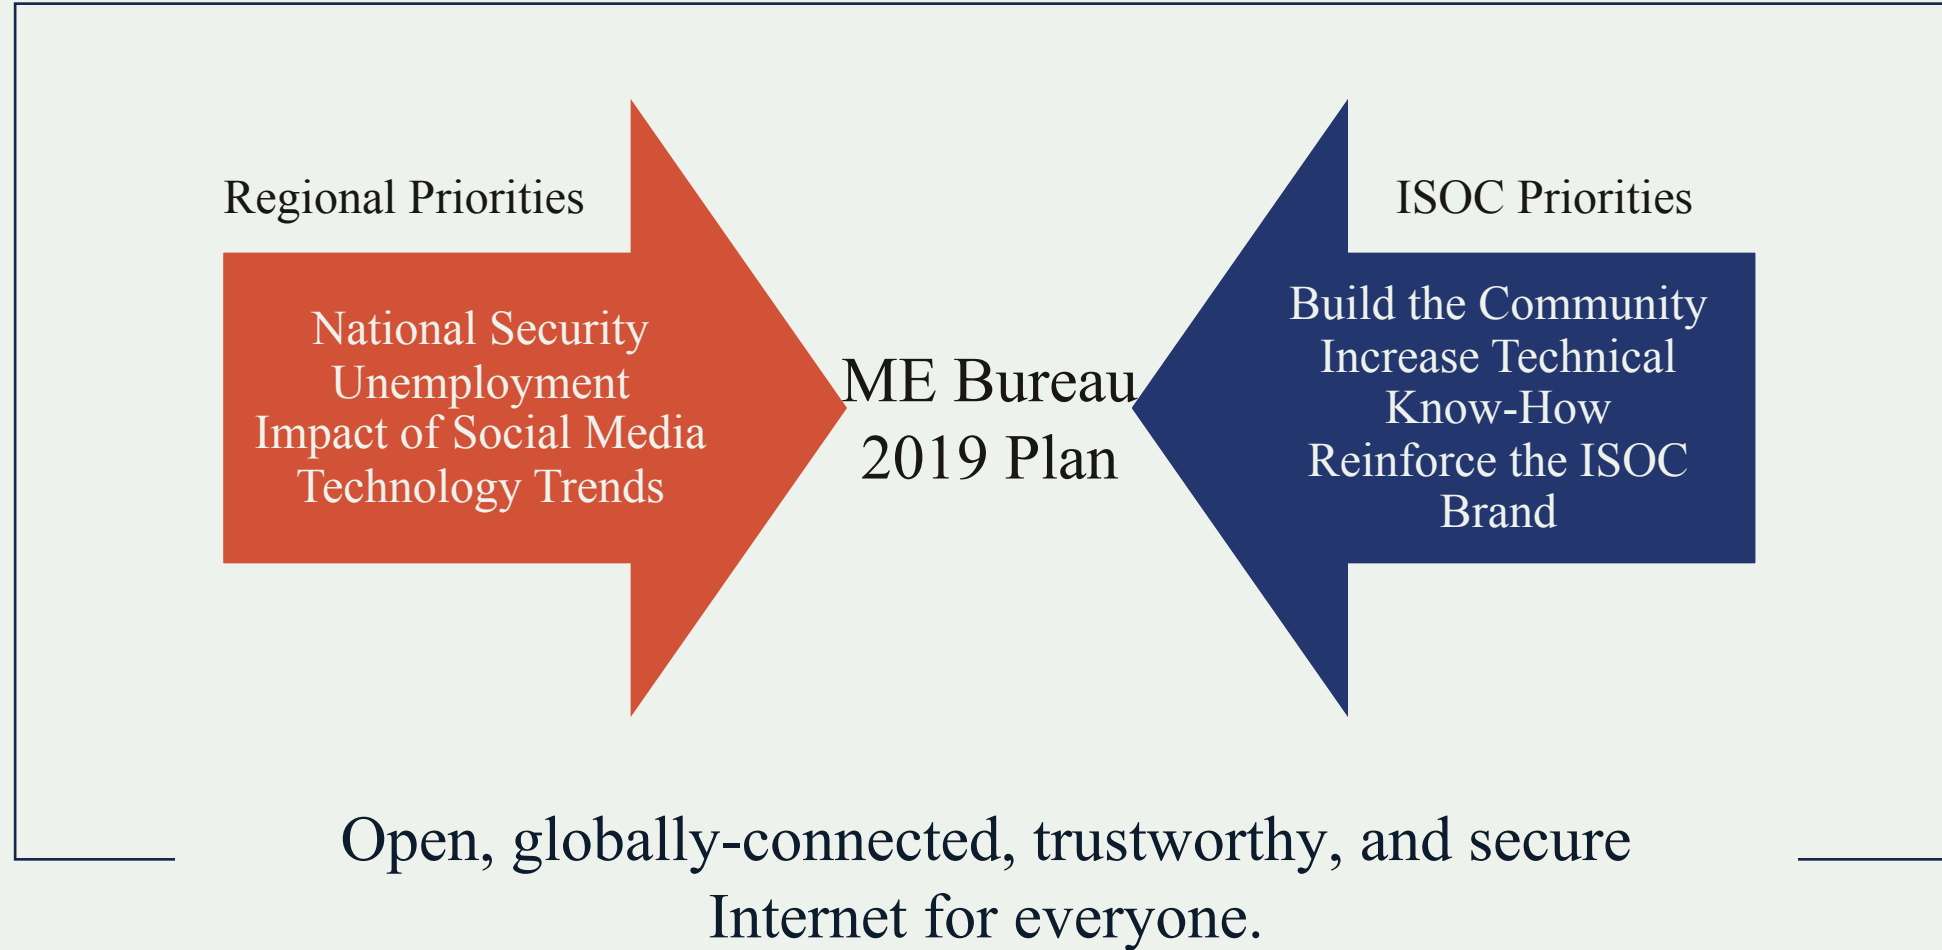 Regional Priorities
National Security
Unemployment
Impact of Social Media
Technology Trends
ME Bureau
2019 Plan
ISOC Priorities
Build the Community
Increase Technical
Know-How
Reinforce the ISOC
Brand
Open, globally-connected, trustworthy, and secure
Internet for everyone.